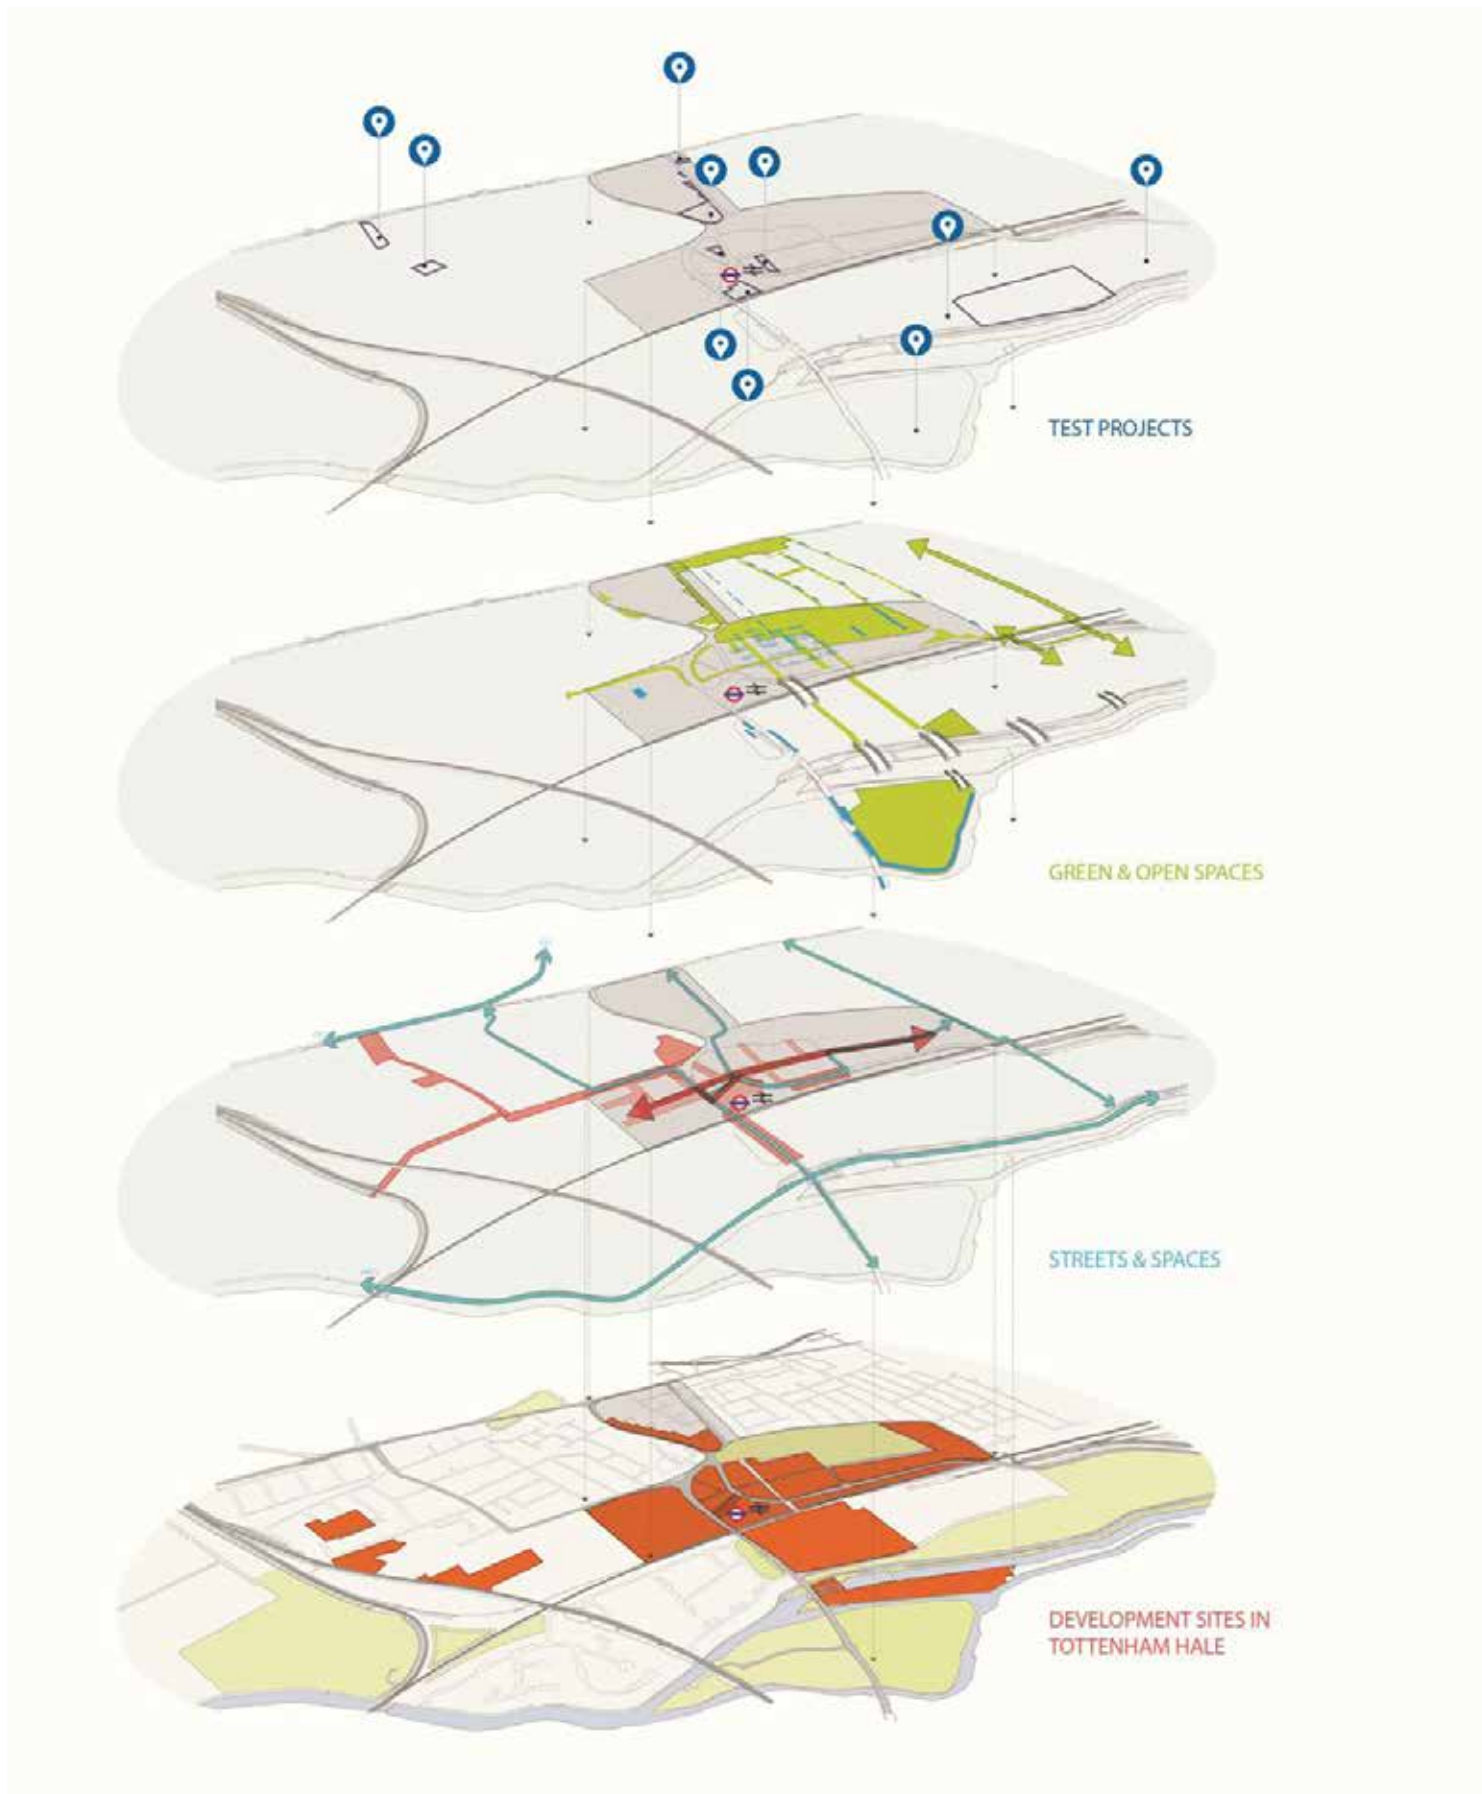 TEST PROJECTS
GREEN & OPEN SPACES
STREETS & SPACES
DEVELOPMENT SITES IN
TOTTENHAM HALE